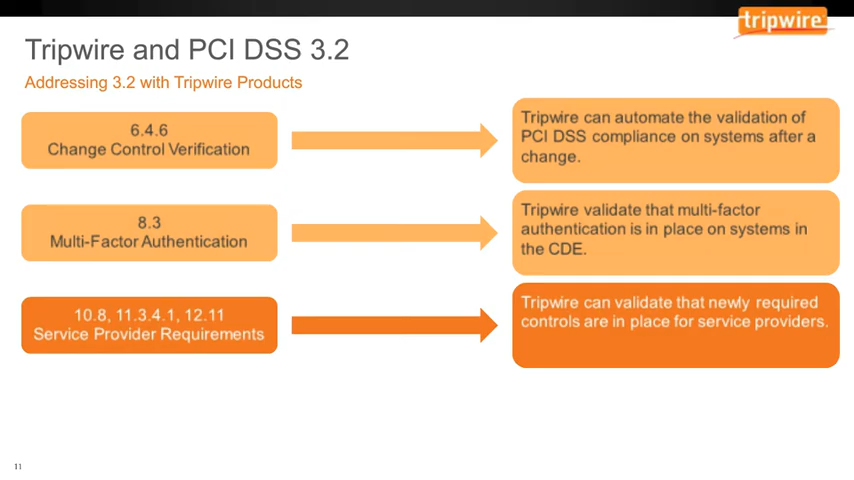 tripwire
Tripwire and PCI DSS 3.2
Addressing 3.2 with Tripwire Products
6.4.6
Change Control Verification
Tripwire can automate the validation of
PCI DSS compliance on systems after a
change.
8.3
Multi-Factor Authentication
Tripwire validate that multi-factor
authentication is in place on systems in
the CDE.
10.8, 11.3.4.1, 12.11
Service Provider Requirements
Tripwire can validate that newly required
controls are in place for service providers.
11